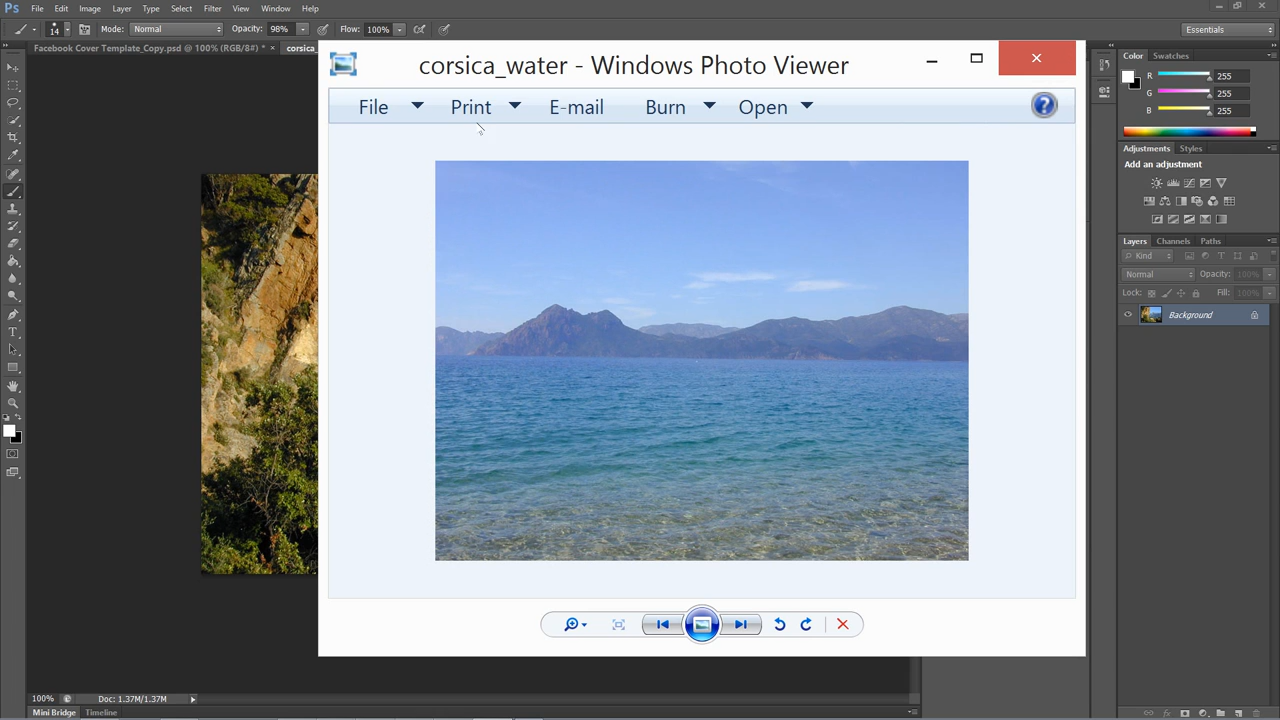 Ps File Edit Image Layer Type Select Filter View Window Help
14 Mode: Normal Opacity: 98% Flow: 100% Essentials
Facebook Cover Template_Copy.psd @ 100% (RGB/8#) * × corsica_
corsica_water - Windows Photo Viewer
File Print E-mail Burn Open ?
Color Swatches
R 255
G 255
B 255
Adjustments Styles
Add an adjustment
Layers Channels Paths
Kind
Normal Opacity: 100%
Lock: Fill: 100%
Background
100% Doc: 1.37M/1.37M
Mini Bridge Timeline